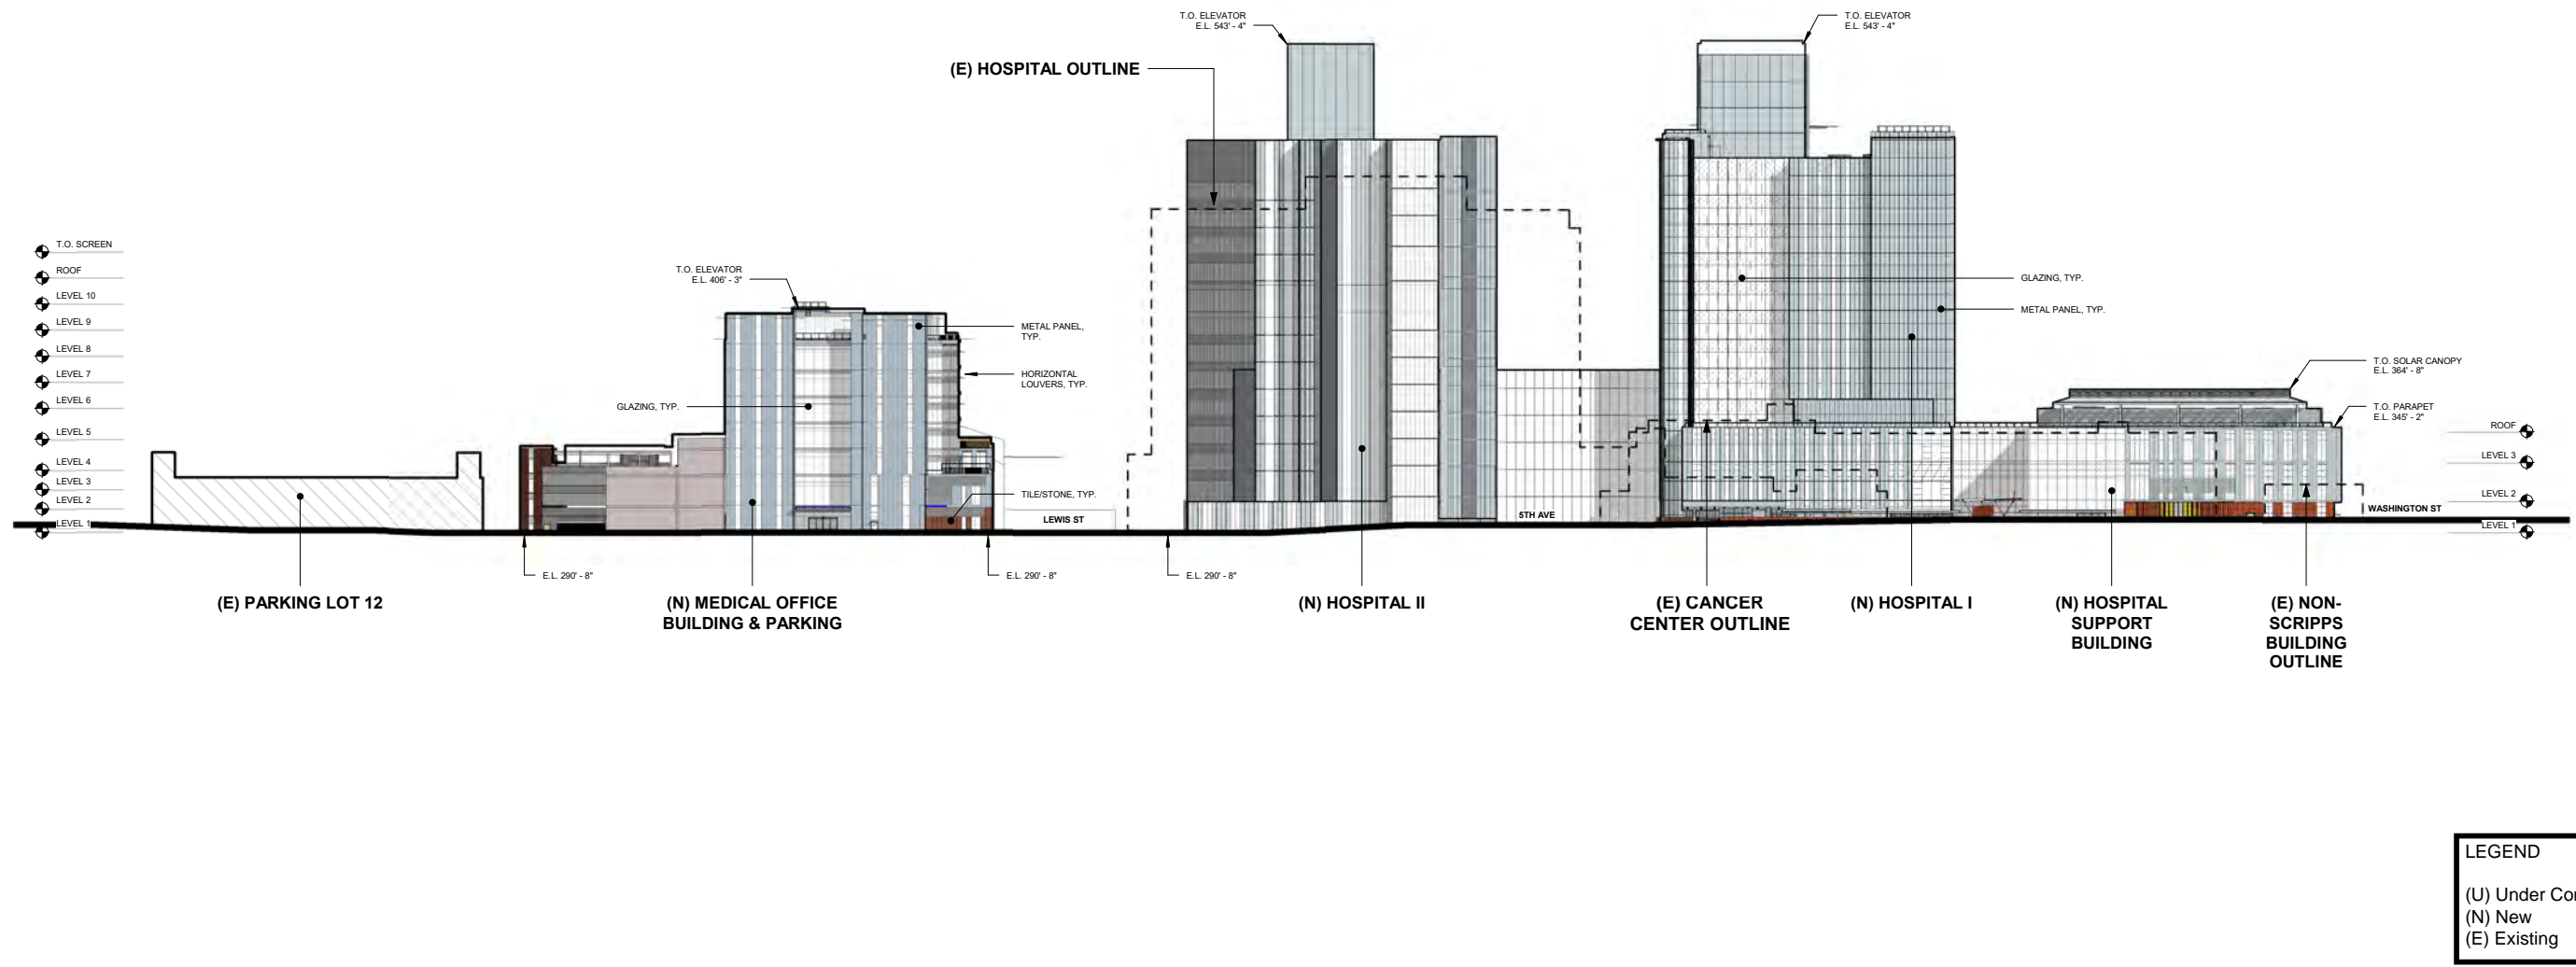 T.O. ELEVATOR
E.L. 543' - 4"
T.O. ELEVATOR
E.L. 543' - 4"
(E) HOSPITAL OUTLINE
T.O. SCREEN
ROOF
LEVEL 10
LEVEL 9
LEVEL 8
LEVEL 7
LEVEL 6
LEVEL 5
LEVEL 4
LEVEL 3
LEVEL 2
LEVEL 1
T.O. ELEVATOR
E.L. 406' - 3"
METAL PANEL,
TYP.
HORIZONTAL
LOUVERS, TYP.
GLAZING, TYP.
TILE/STONE, TYP.
LEWIS ST
5TH AVE
GLAZING, TYP.
METAL PANEL, TYP.
T.O. SOLAR CANOPY
E.L. 364' - 8"
T.O. PARAPET
E.L. 345' - 2"
ROOF
LEVEL 3
LEVEL 2
WASHINGTON ST
LEVEL 1
E.L. 290' - 8"
E.L. 290' - 8"
E.L. 290' - 8"
(E) PARKING LOT 12
(N) MEDICAL OFFICE
BUILDING & PARKING
(N) HOSPITAL II
(E) CANCER
CENTER OUTLINE
(N) HOSPITAL I
(N) HOSPITAL
SUPPORT
BUILDING
(E) NON-
SCRIPPS
BUILDING
OUTLINE
LEGEND
(U) Under Con
(N) New
(E) Existing